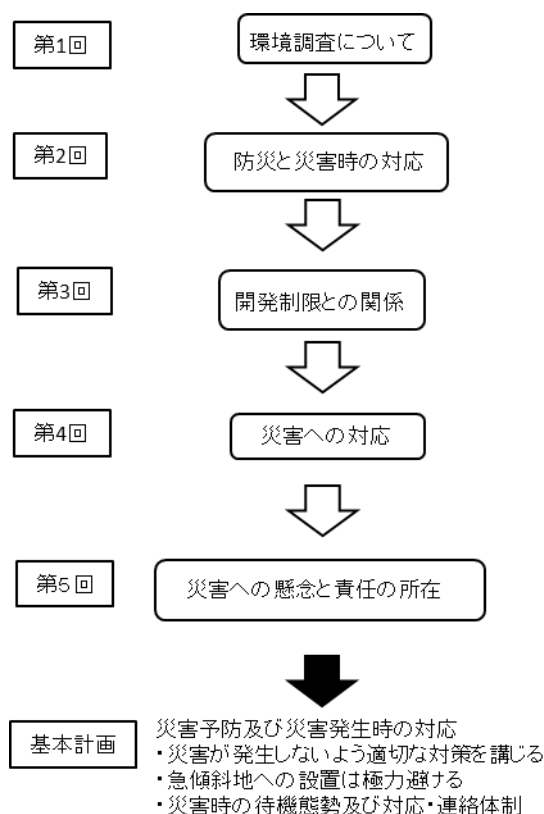 第1回
環境調査について
第2回
防災と災害時の対応
第3回
開発制限との関係
第4回
災害への対応
第5回
災害への懸念と責任の所在
基本計画
災害予防及び災害発生時の対応
・災害が発生しないよう適切な対策を講じる
・急傾斜地への設置は極力避ける
・災害時の待機態勢及び対応・連絡体制